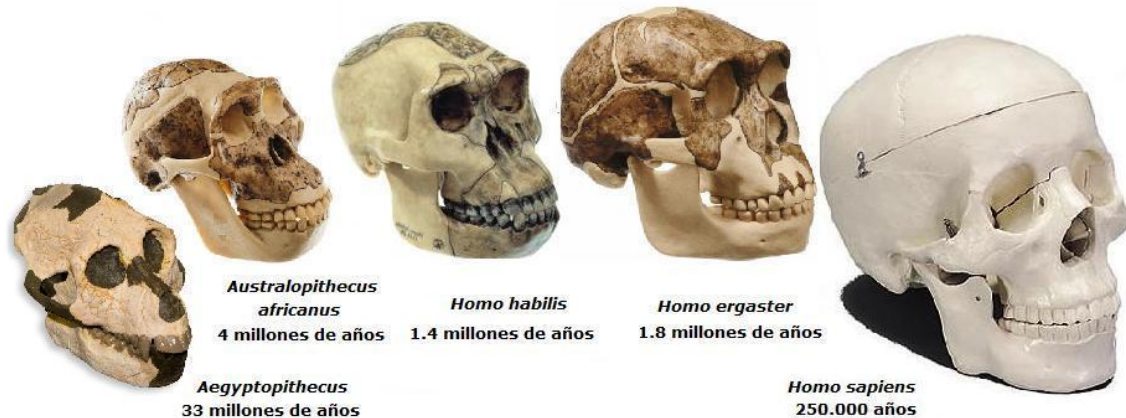 Australopithecus
africanus
4 millones de años
Homo habilis
1.4 millones de años
Homo ergaster
1.8 millones de años
Aegyptopithecus
33 millones de años
Homo sapiens
250.000 años